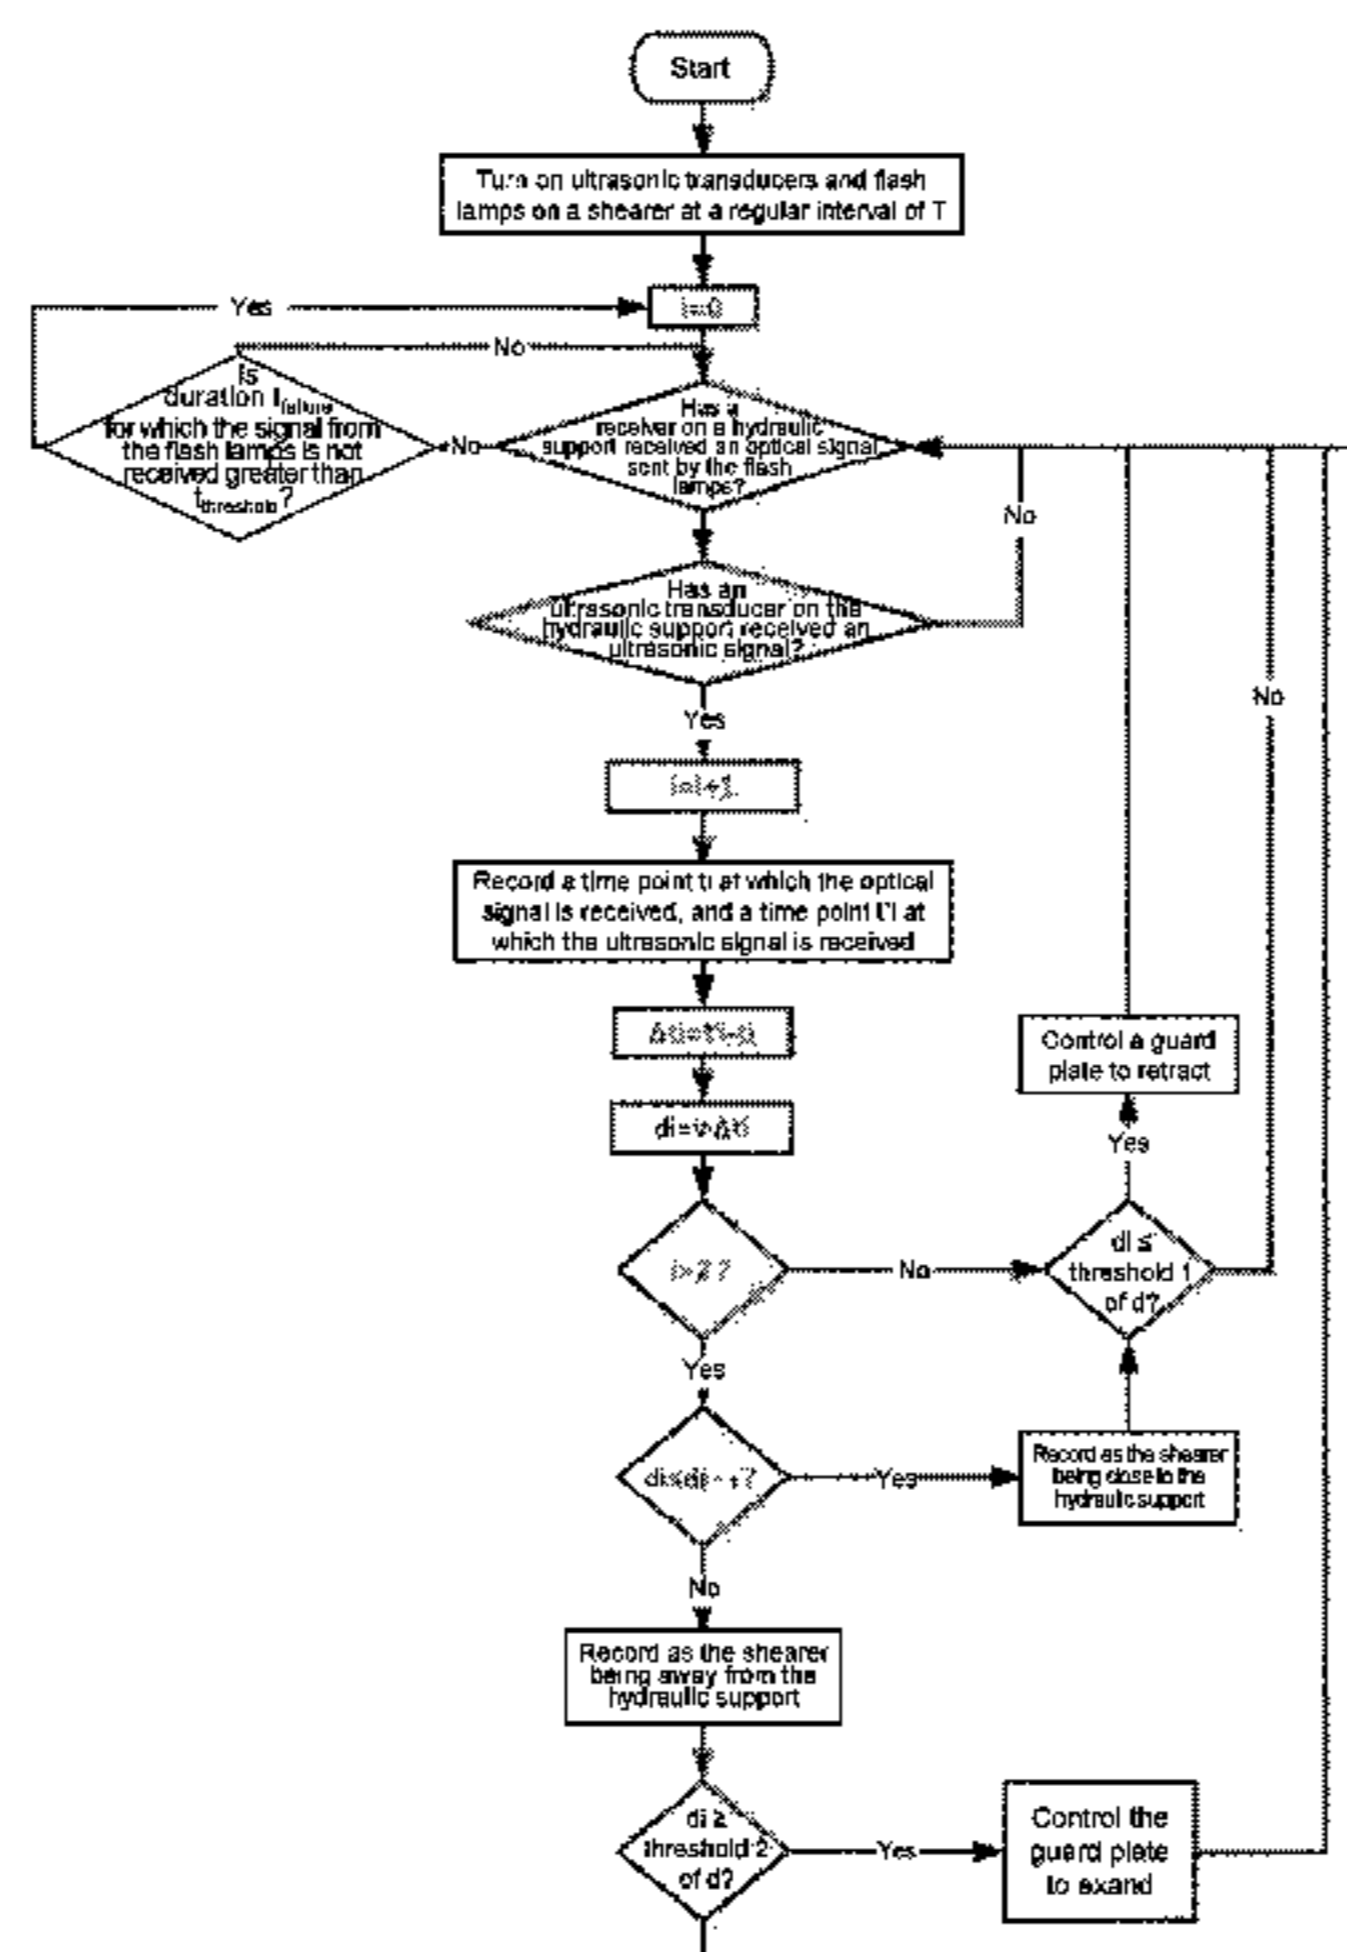 Start
Turn on ultrasonic transducers and flash
lamps on a shearer at a regular interval of T
Yes
i=0
No
Is
duration t failure
for which the signal from
the flash lamps is not
received greater than
t threshold?
No
Has a
receiver on a hydraulic
support received an optical signal
sent by the flash
lamps?
No
Has an
ultrasonic transducer on the
hydraulic support received an
ultrasonic signal?
No
Yes
i=i+1
Record a time point ti at which the optical
signal is received, and a time point t'i at
which the ultrasonic signal is received
Control a guard
plate to retract
Yes
di ≤
threshold 1
of d?
No
Yes
Yes
Record as the shearer
being close to the
hydraulic support
No
Record as the shearer
being away from the
hydraulic support
di ≥
threshold 2
of d?
Yes
Control the
guard plate
to exand